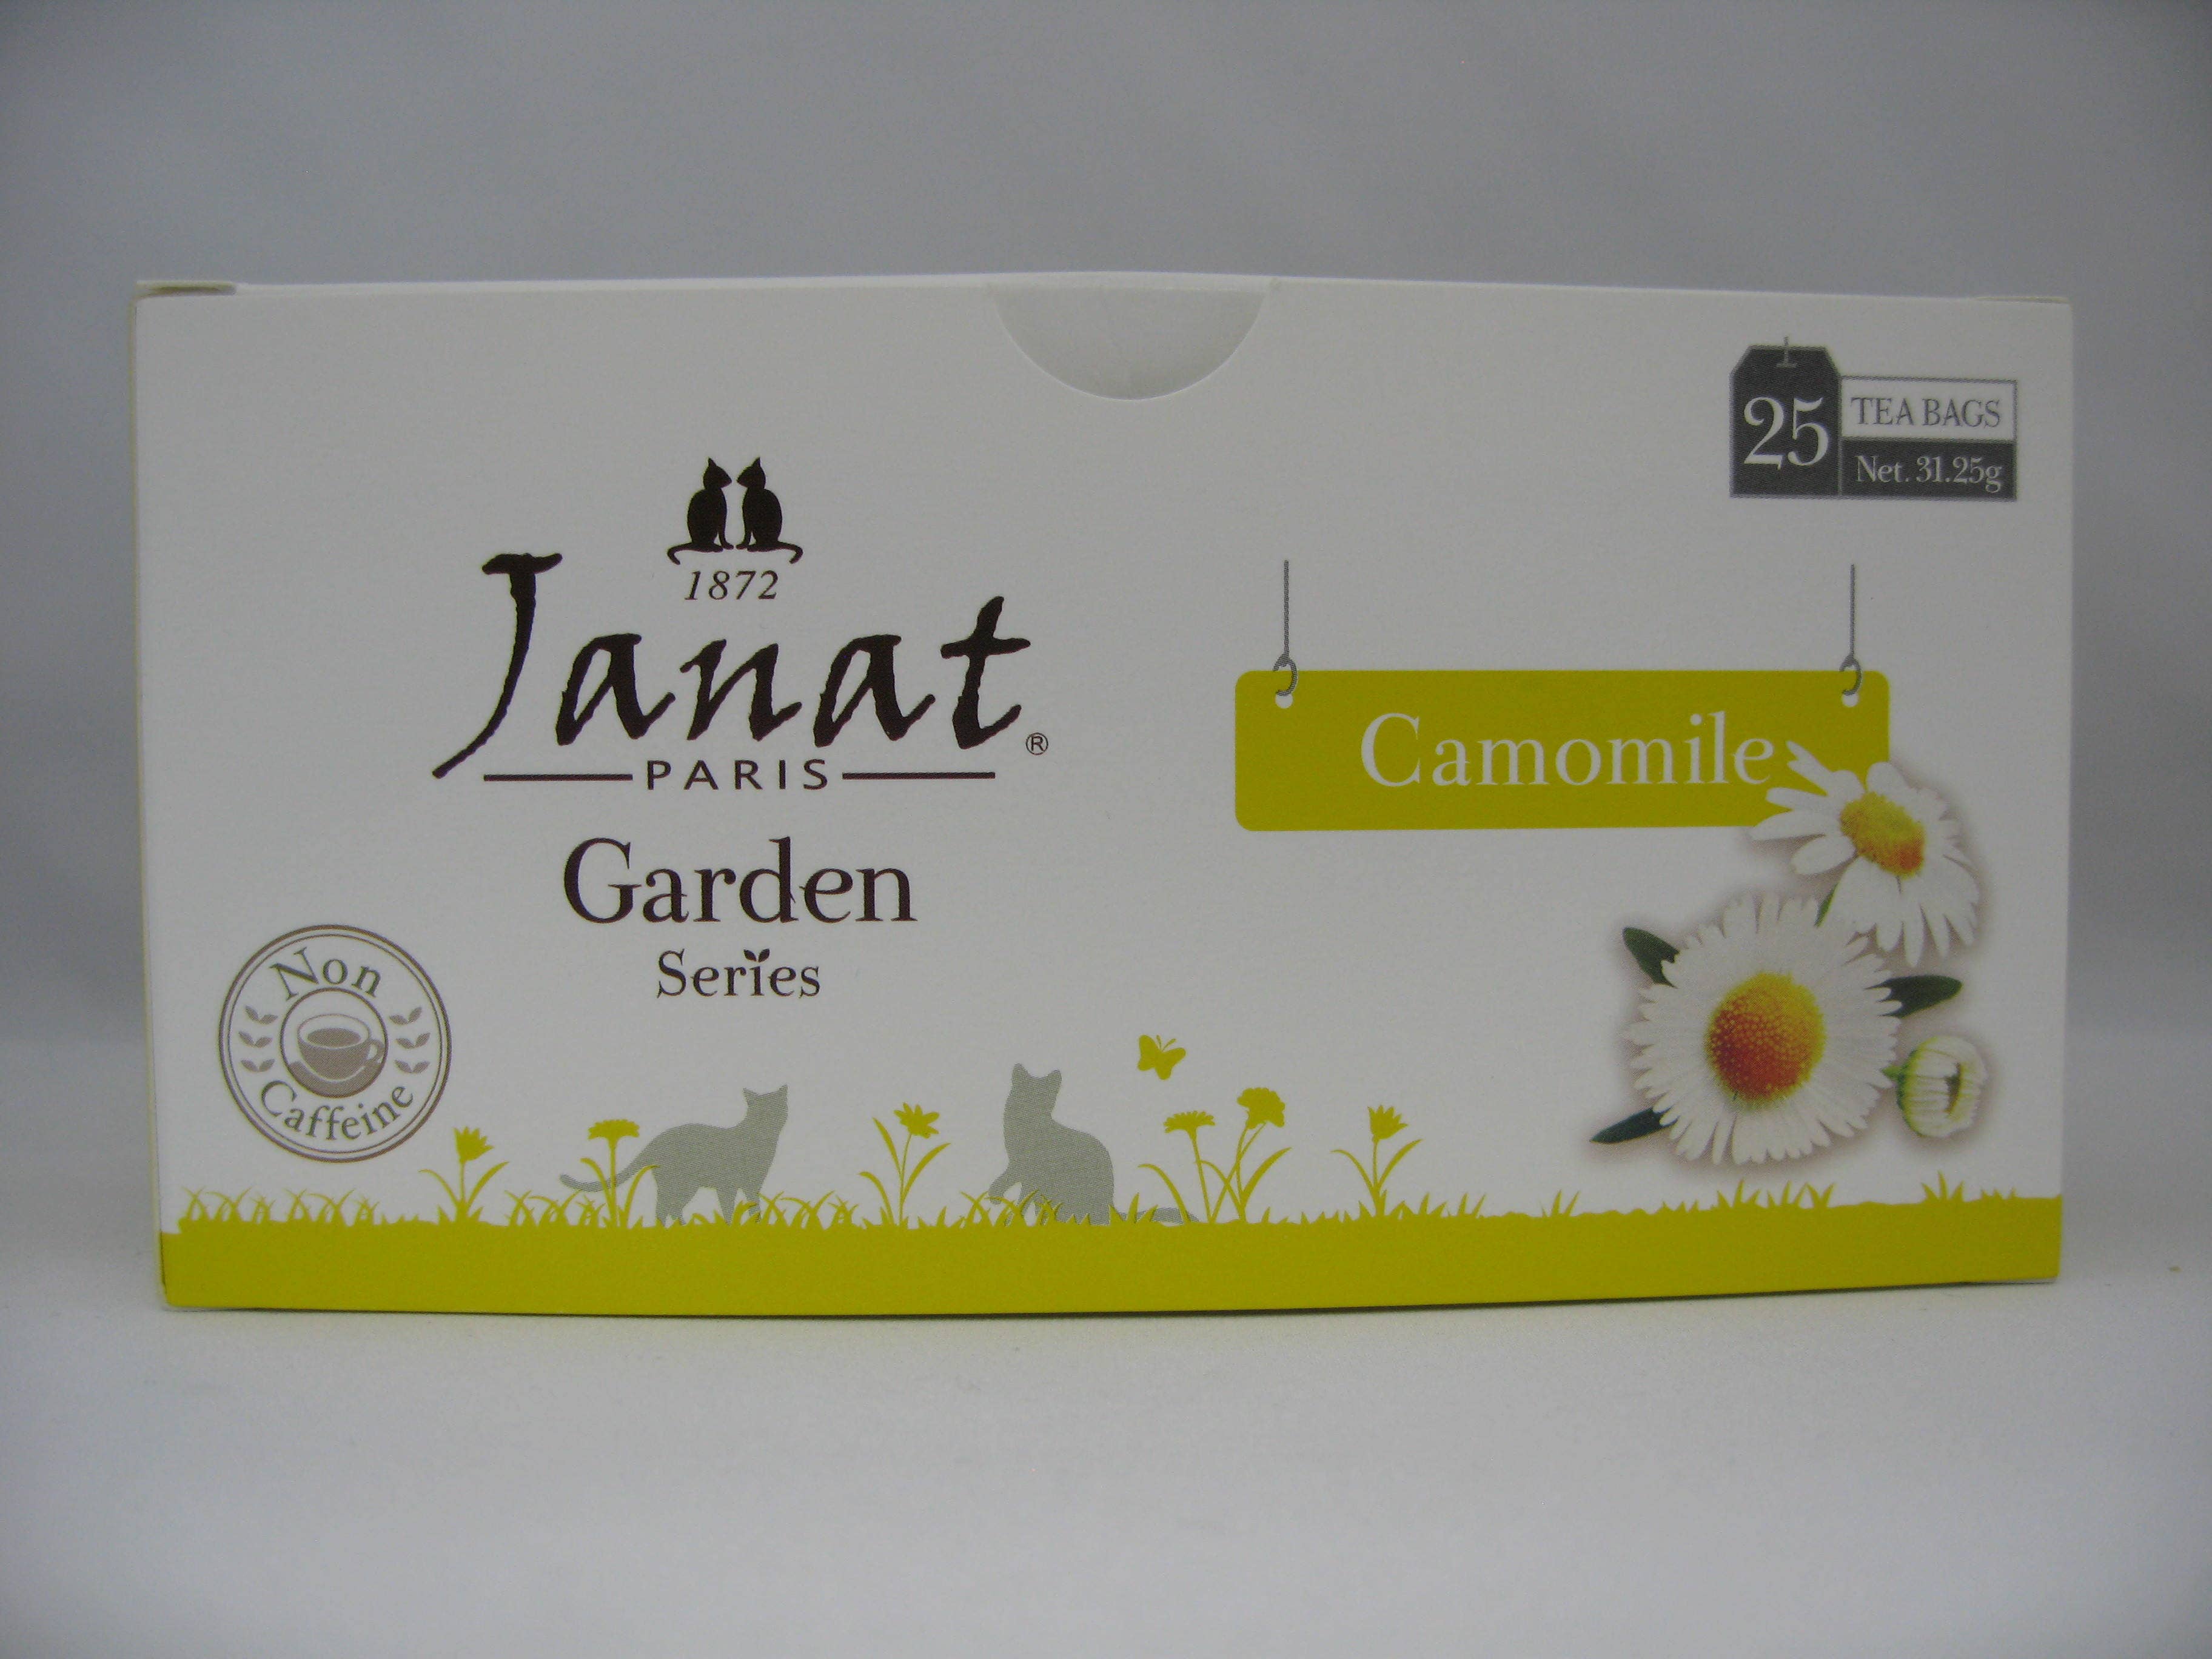 25
TEA BAGS
Net. 31.25g
1872
Janat®
PARIS
Camomile
Garden
Series
Non
Caffeine